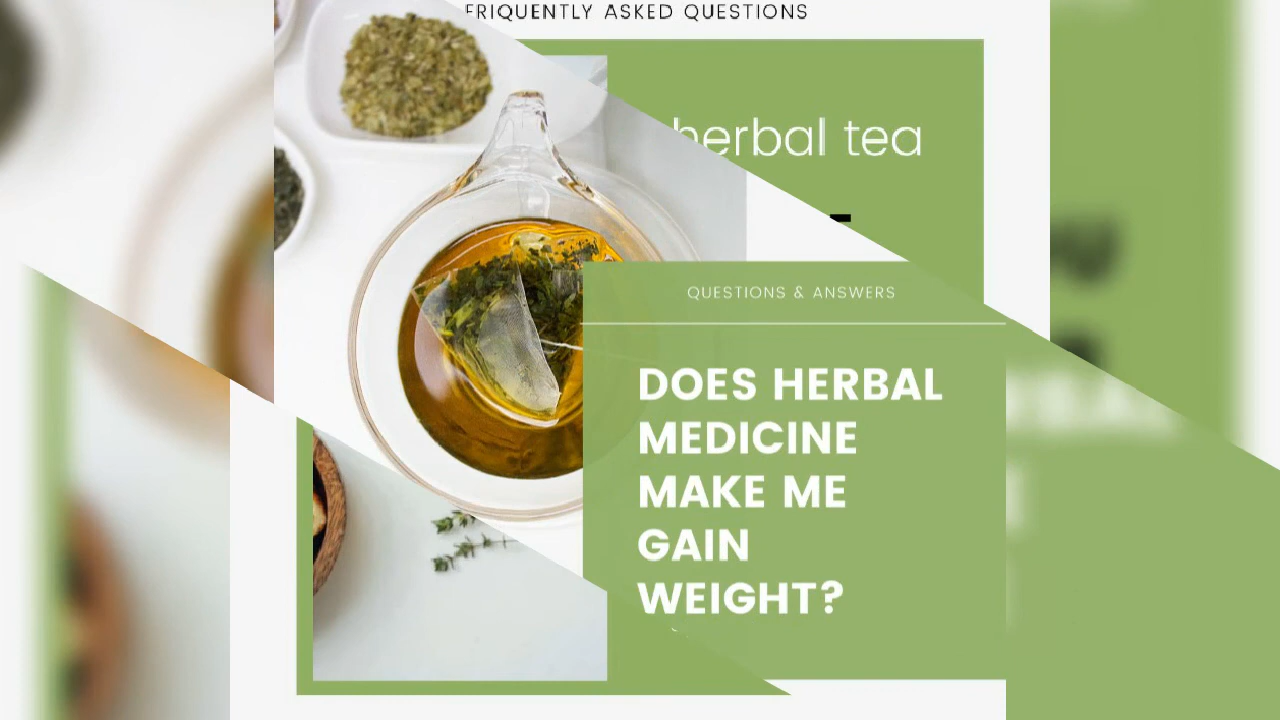 FRIQUENTLY ASKED QUESTIONS
herbal tea
QUESTIONS & ANSWERS
DOES HERBAL
MEDICINE
MAKE ME
GAIN
WEIGHT?